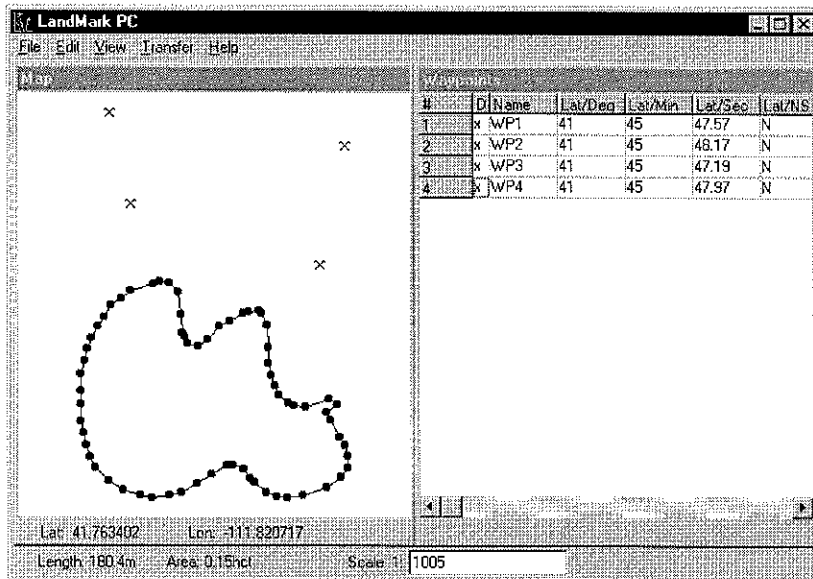 LandMark PC
File Edit View Transfer Help
Map
Waypoints
# D Name Lat/Deg Lat/Min Lat/Sec Lat/NS
1 x WP1 41 45 47.57 N
2 x WP2 41 45 48.17 N
3 x WP3 41 45 47.19 N
4 x WP4 41 45 47.97 N
Lat: 41.763402 Lon: -111.820717
Length: 180.4m Area: 0.15hct Scale 1: 1005